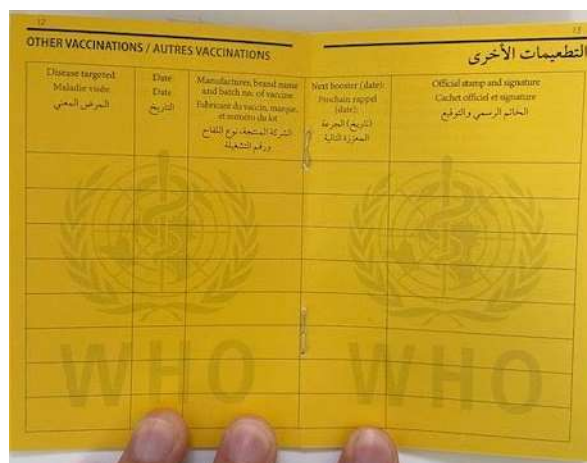 12
OTHER VACCINATIONS / AUTRES VACCINATIONS
Disease targeted
Maladie visée
المرض المعني
Date
Date
التاريخ
Manufacturer, brand name
and batch no. of vaccine
Fabricant du vaccin, marque,
et numéro du lot
الشركة المنتجة، نوع اللقاح
ورقم التشغيلة
13
التطعيمات الأخرى
Next booster (date):
Prochain rappel
(date):
(تاريخ) الجرعة
المعززة التالية
Official stamp and signature
Cachet officiel et signature
الخاتم الرسمي والتوقيع
WHO
WHO